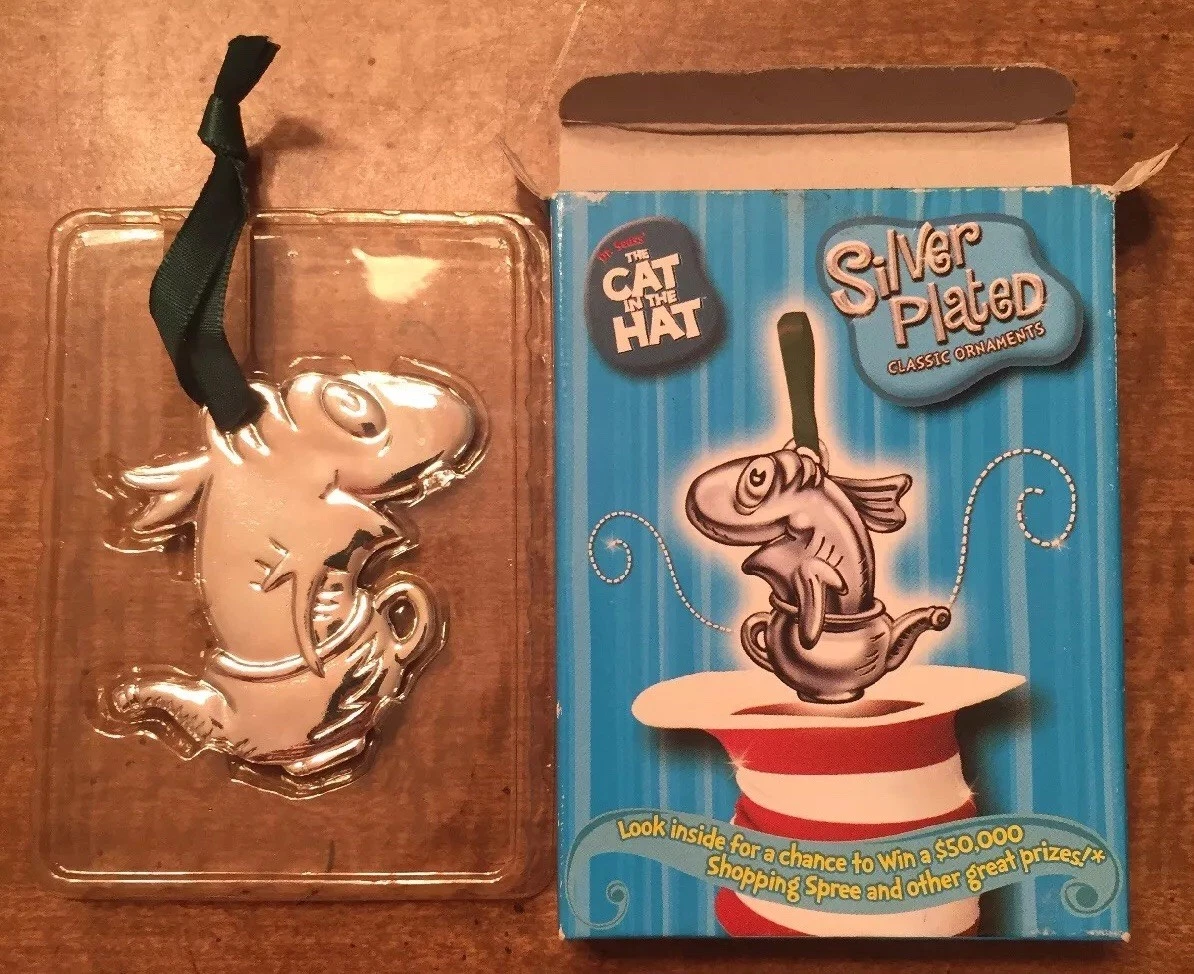 Dr. Seuss'
THE
CAT
IN THE
HAT
Silver
Plated
CLASSIC ORNAMENTS
Look inside for a chance to Win a $50,000
Shopping Spree and other great prizes!*